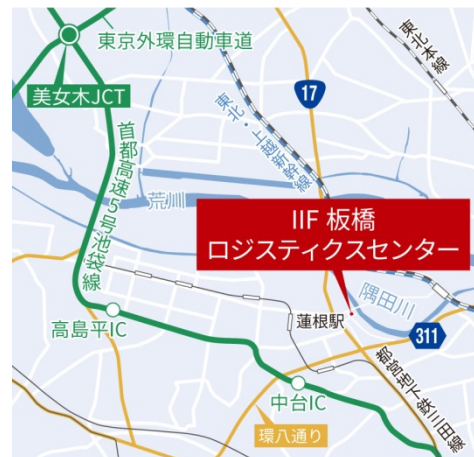 東京外環自動車道
美女木JCT
首都高速5号池袋線
荒川
東北・上越新幹線
東北本線
17
IIF 板橋
ロジスティクスセンター
隅田川
蓮根駅
311
高島平IC
中台IC
都営地下鉄三田線
環八通り